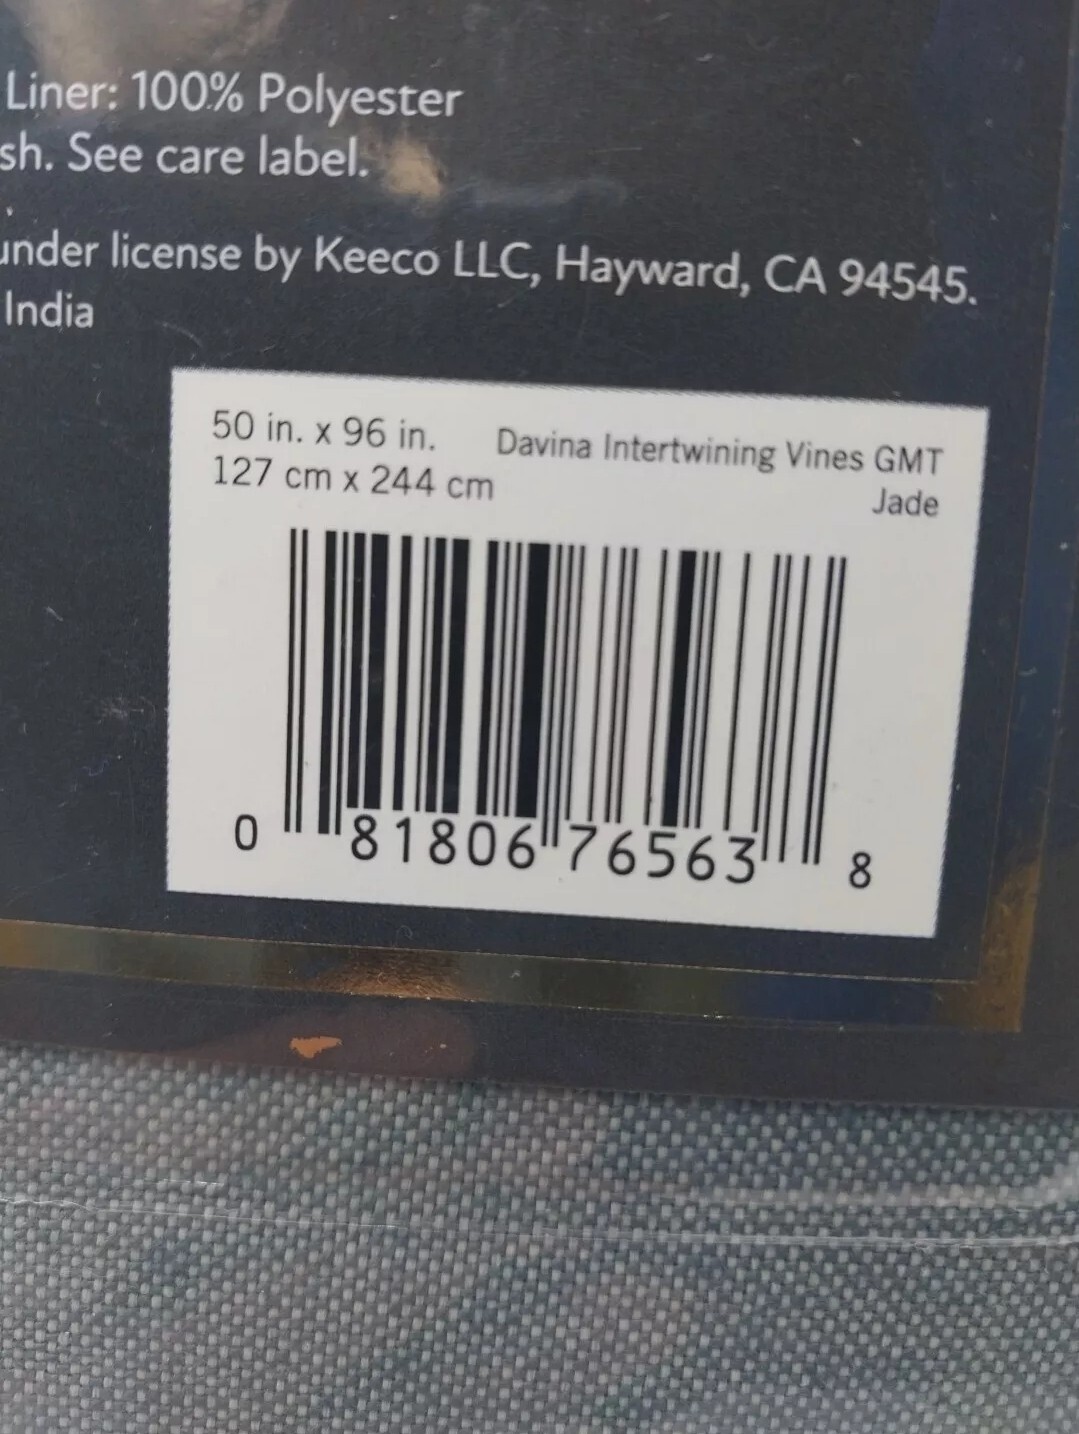 Liner: 100% Polyester
sh. See care label.
under license by Keeco LLC, Hayward, CA 94545.
India
50 in. x 96 in.
127 cm x 244 cm
Davina Intertwining Vines GMT
Jade
0 81806 76563 8